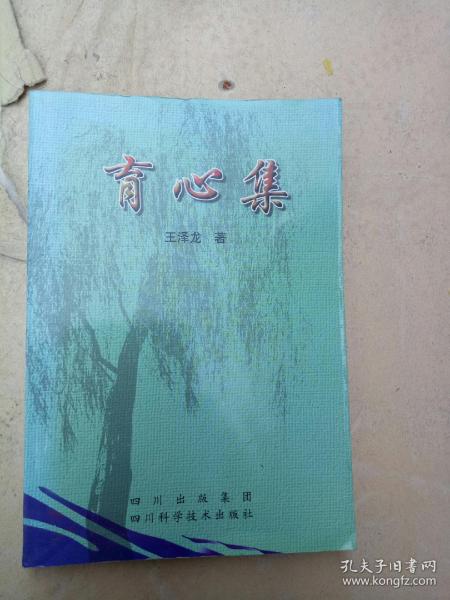 育心集
王泽龙 著
四川出版集团
四川科学技术出版社
孔夫子旧书网
www.kongfz.com